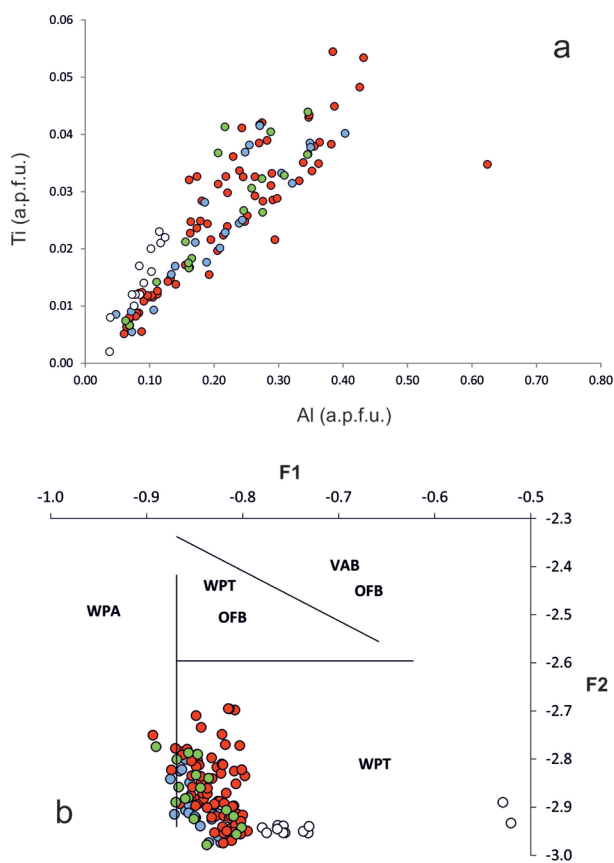 a
0.06
0.05
0.04
0.03
0.02
0.01
0.00
Ti (a.p.f.u.)
0.00 0.10 0.20 0.30 0.40 0.50 0.60 0.70 0.80
Al (a.p.f.u.)
F1
-1.0 -0.9 -0.8 -0.7 -0.6 -0.5
-2.3
-2.4
-2.5
-2.6
-2.7
-2.8
-2.9
-3.0
F2
VAB
OFB
WPT
OFB
WPA
WPT
b